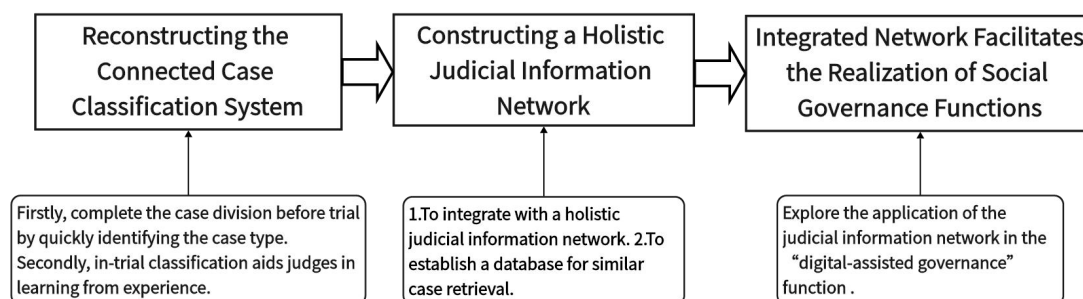 Reconstructing the
Connected Case
Classification System
Constructing a Holistic
Judicial Information
Network
Integrated Network Facilitates
the Realization of Social
Governance Functions
Firstly, complete the case division before trial
by quickly identifying the case type.
Secondly, in-trial classification aids judges in
learning from experience.
1.To integrate with a holistic
judicial information network. 2.To
establish a database for similar
case retrieval.
Explore the application of the
judicial information network in the
“digital-assisted governance”
function .